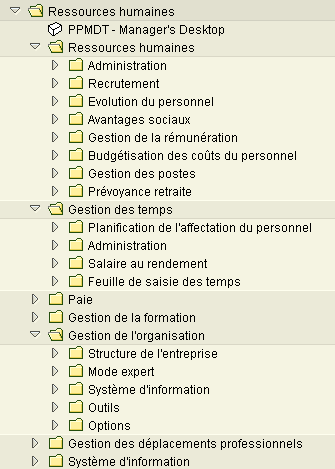 Ressources humaines
PPMDT - Manager's Desktop
Ressources humaines
Administration
Recrutement
Evolution du personnel
Avantages sociaux
Gestion de la rémunération
Budgétisation des coûts du personnel
Gestion des postes
Prévoyance retraite
Gestion des temps
Planification de l'affectation du personnel
Administration
Salaire au rendement
Feuille de saisie des temps
Paie
Gestion de la formation
Gestion de l'organisation
Structure de l'entreprise
Mode expert
Système d'information
Outils
Options
Gestion des déplacements professionnels
Système d'information